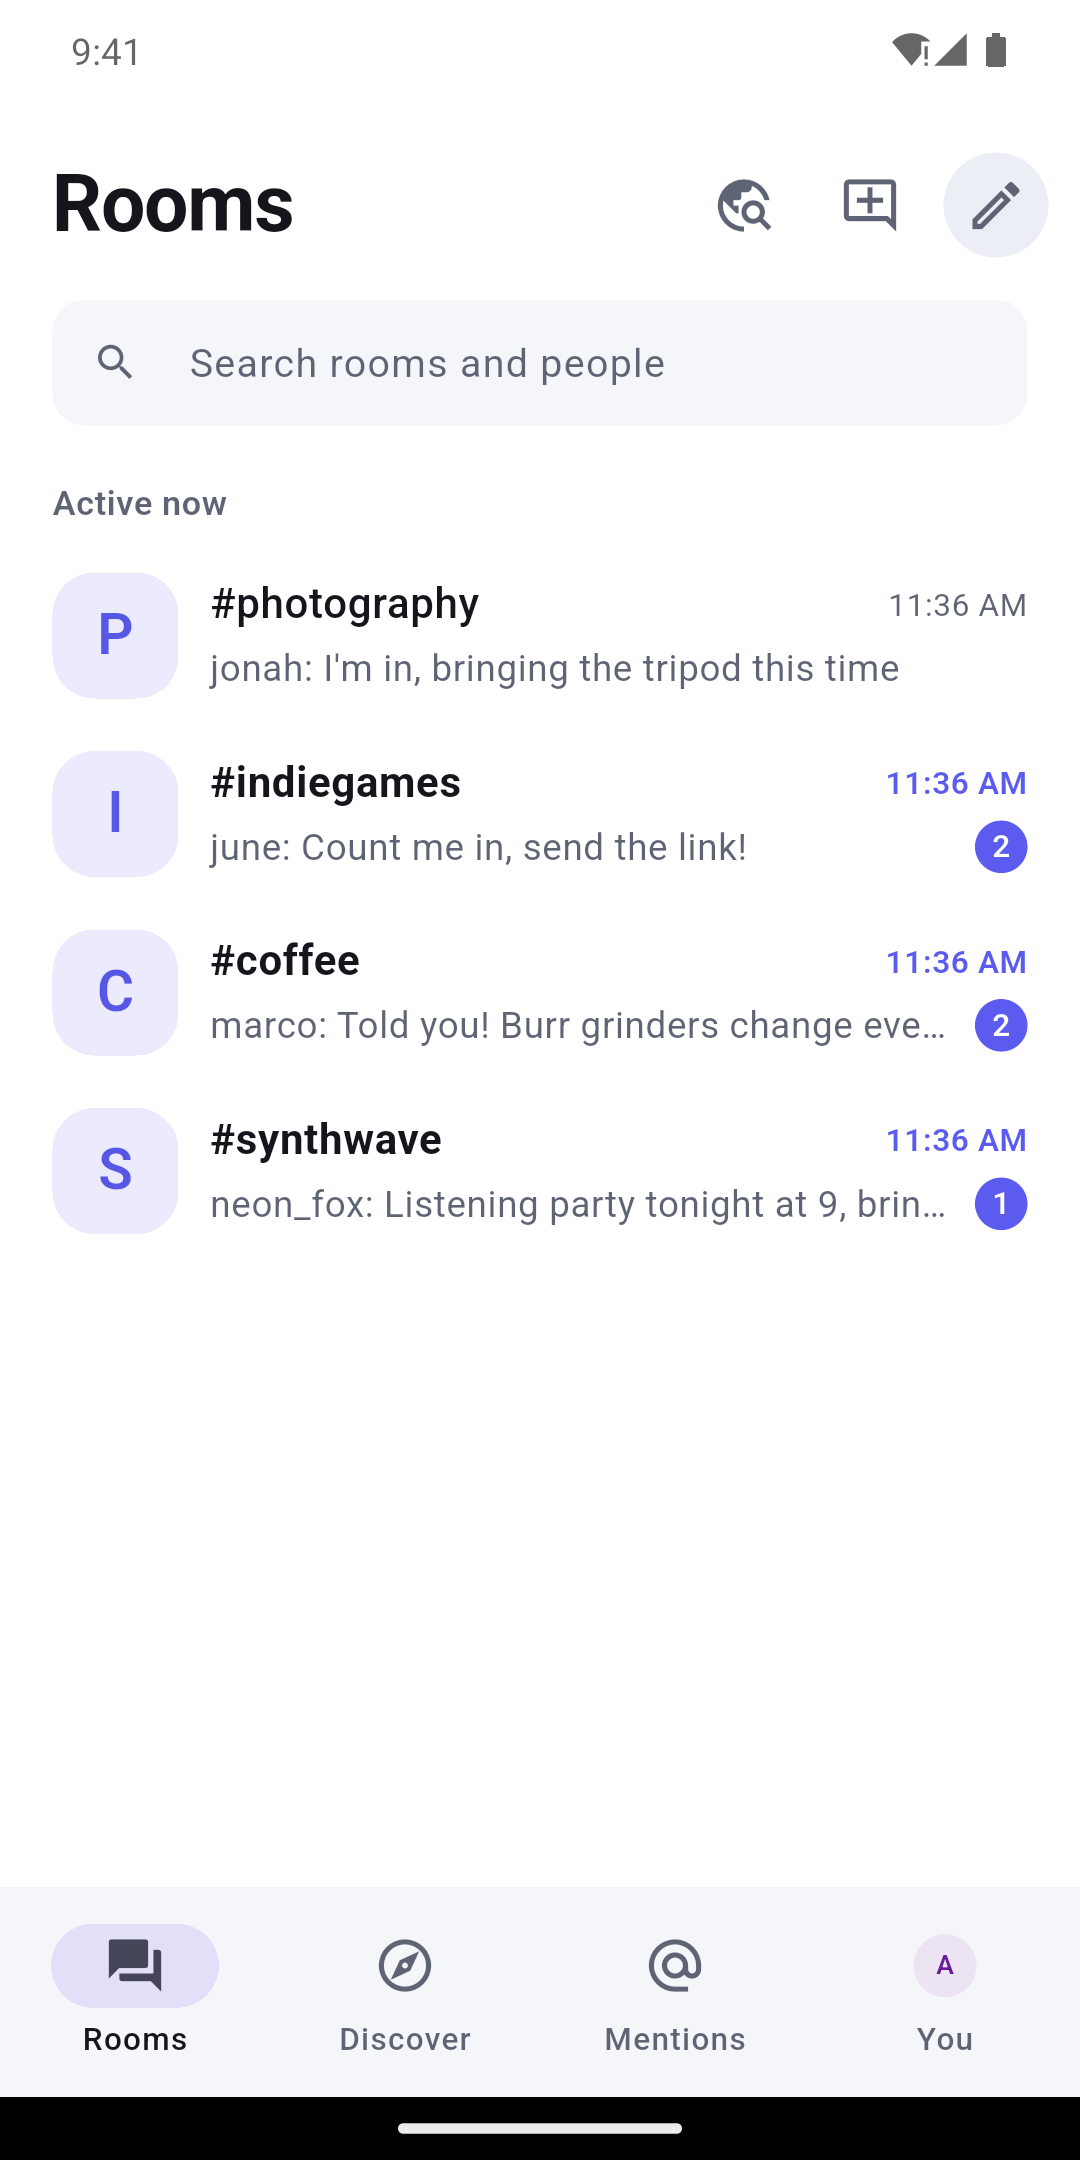 9:41
Rooms
Search rooms and people
Active now
P
#photography
11:36 AM
jonah: I'm in, bringing the tripod this time
I
#indiegames
11:36 AM
june: Count me in, send the link!
2
C
#coffee
11:36 AM
marco: Told you! Burr grinders change eve…
2
S
#synthwave
11:36 AM
neon_fox: Listening party tonight at 9, brin…
1
A
Rooms
Discover
Mentions
You